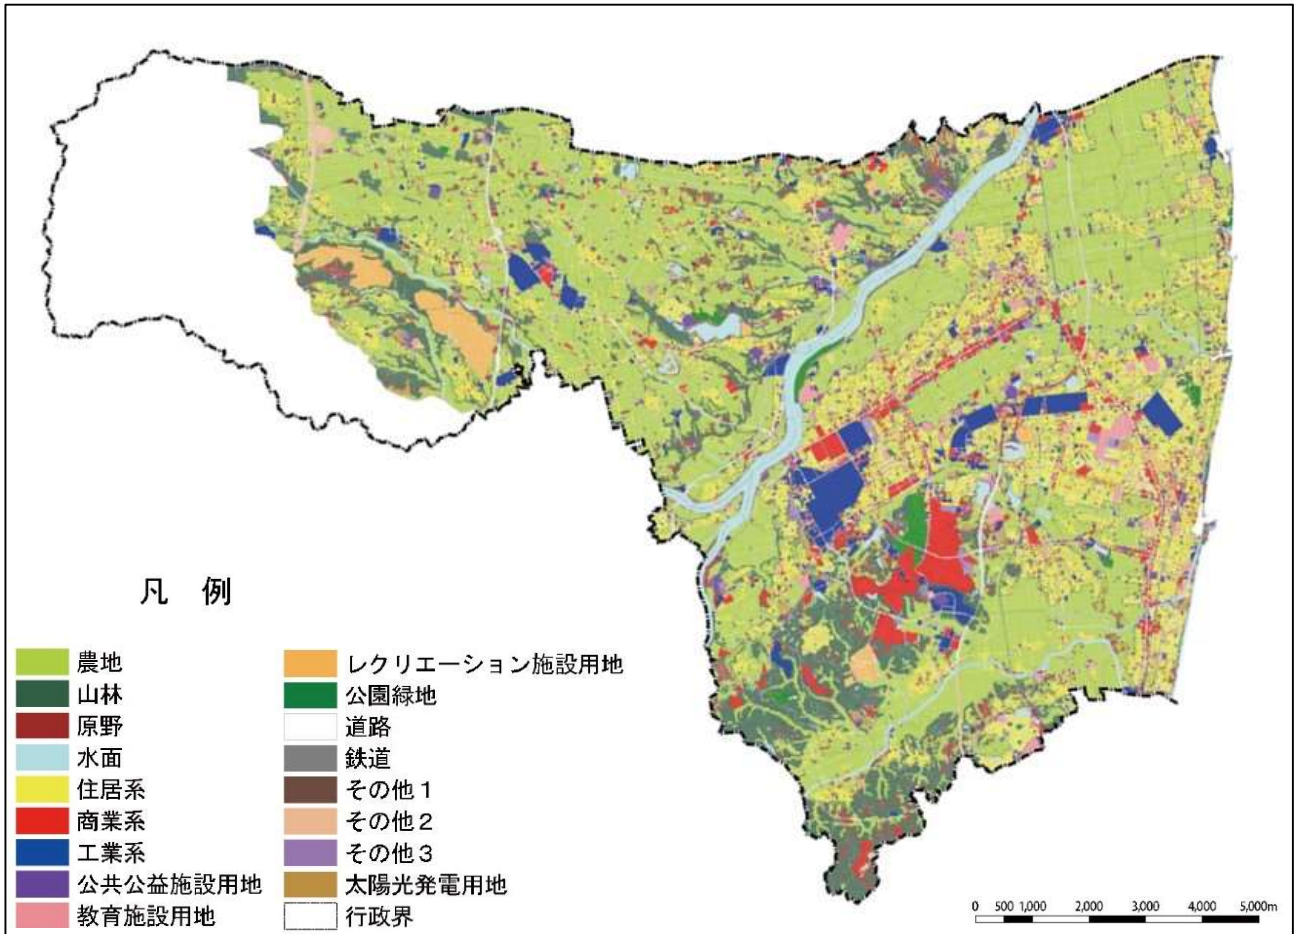 凡 例
農地
山林
原野
水面
住居系
商業系
工業系
公共公益施設用地
教育施設用地
レクリエーション施設用地
公園緑地
道路
鉄道
その他1
その他2
その他3
太陽光発電用地
行政界
0 500 1,000 2,000 3,000 4,000 5,000m